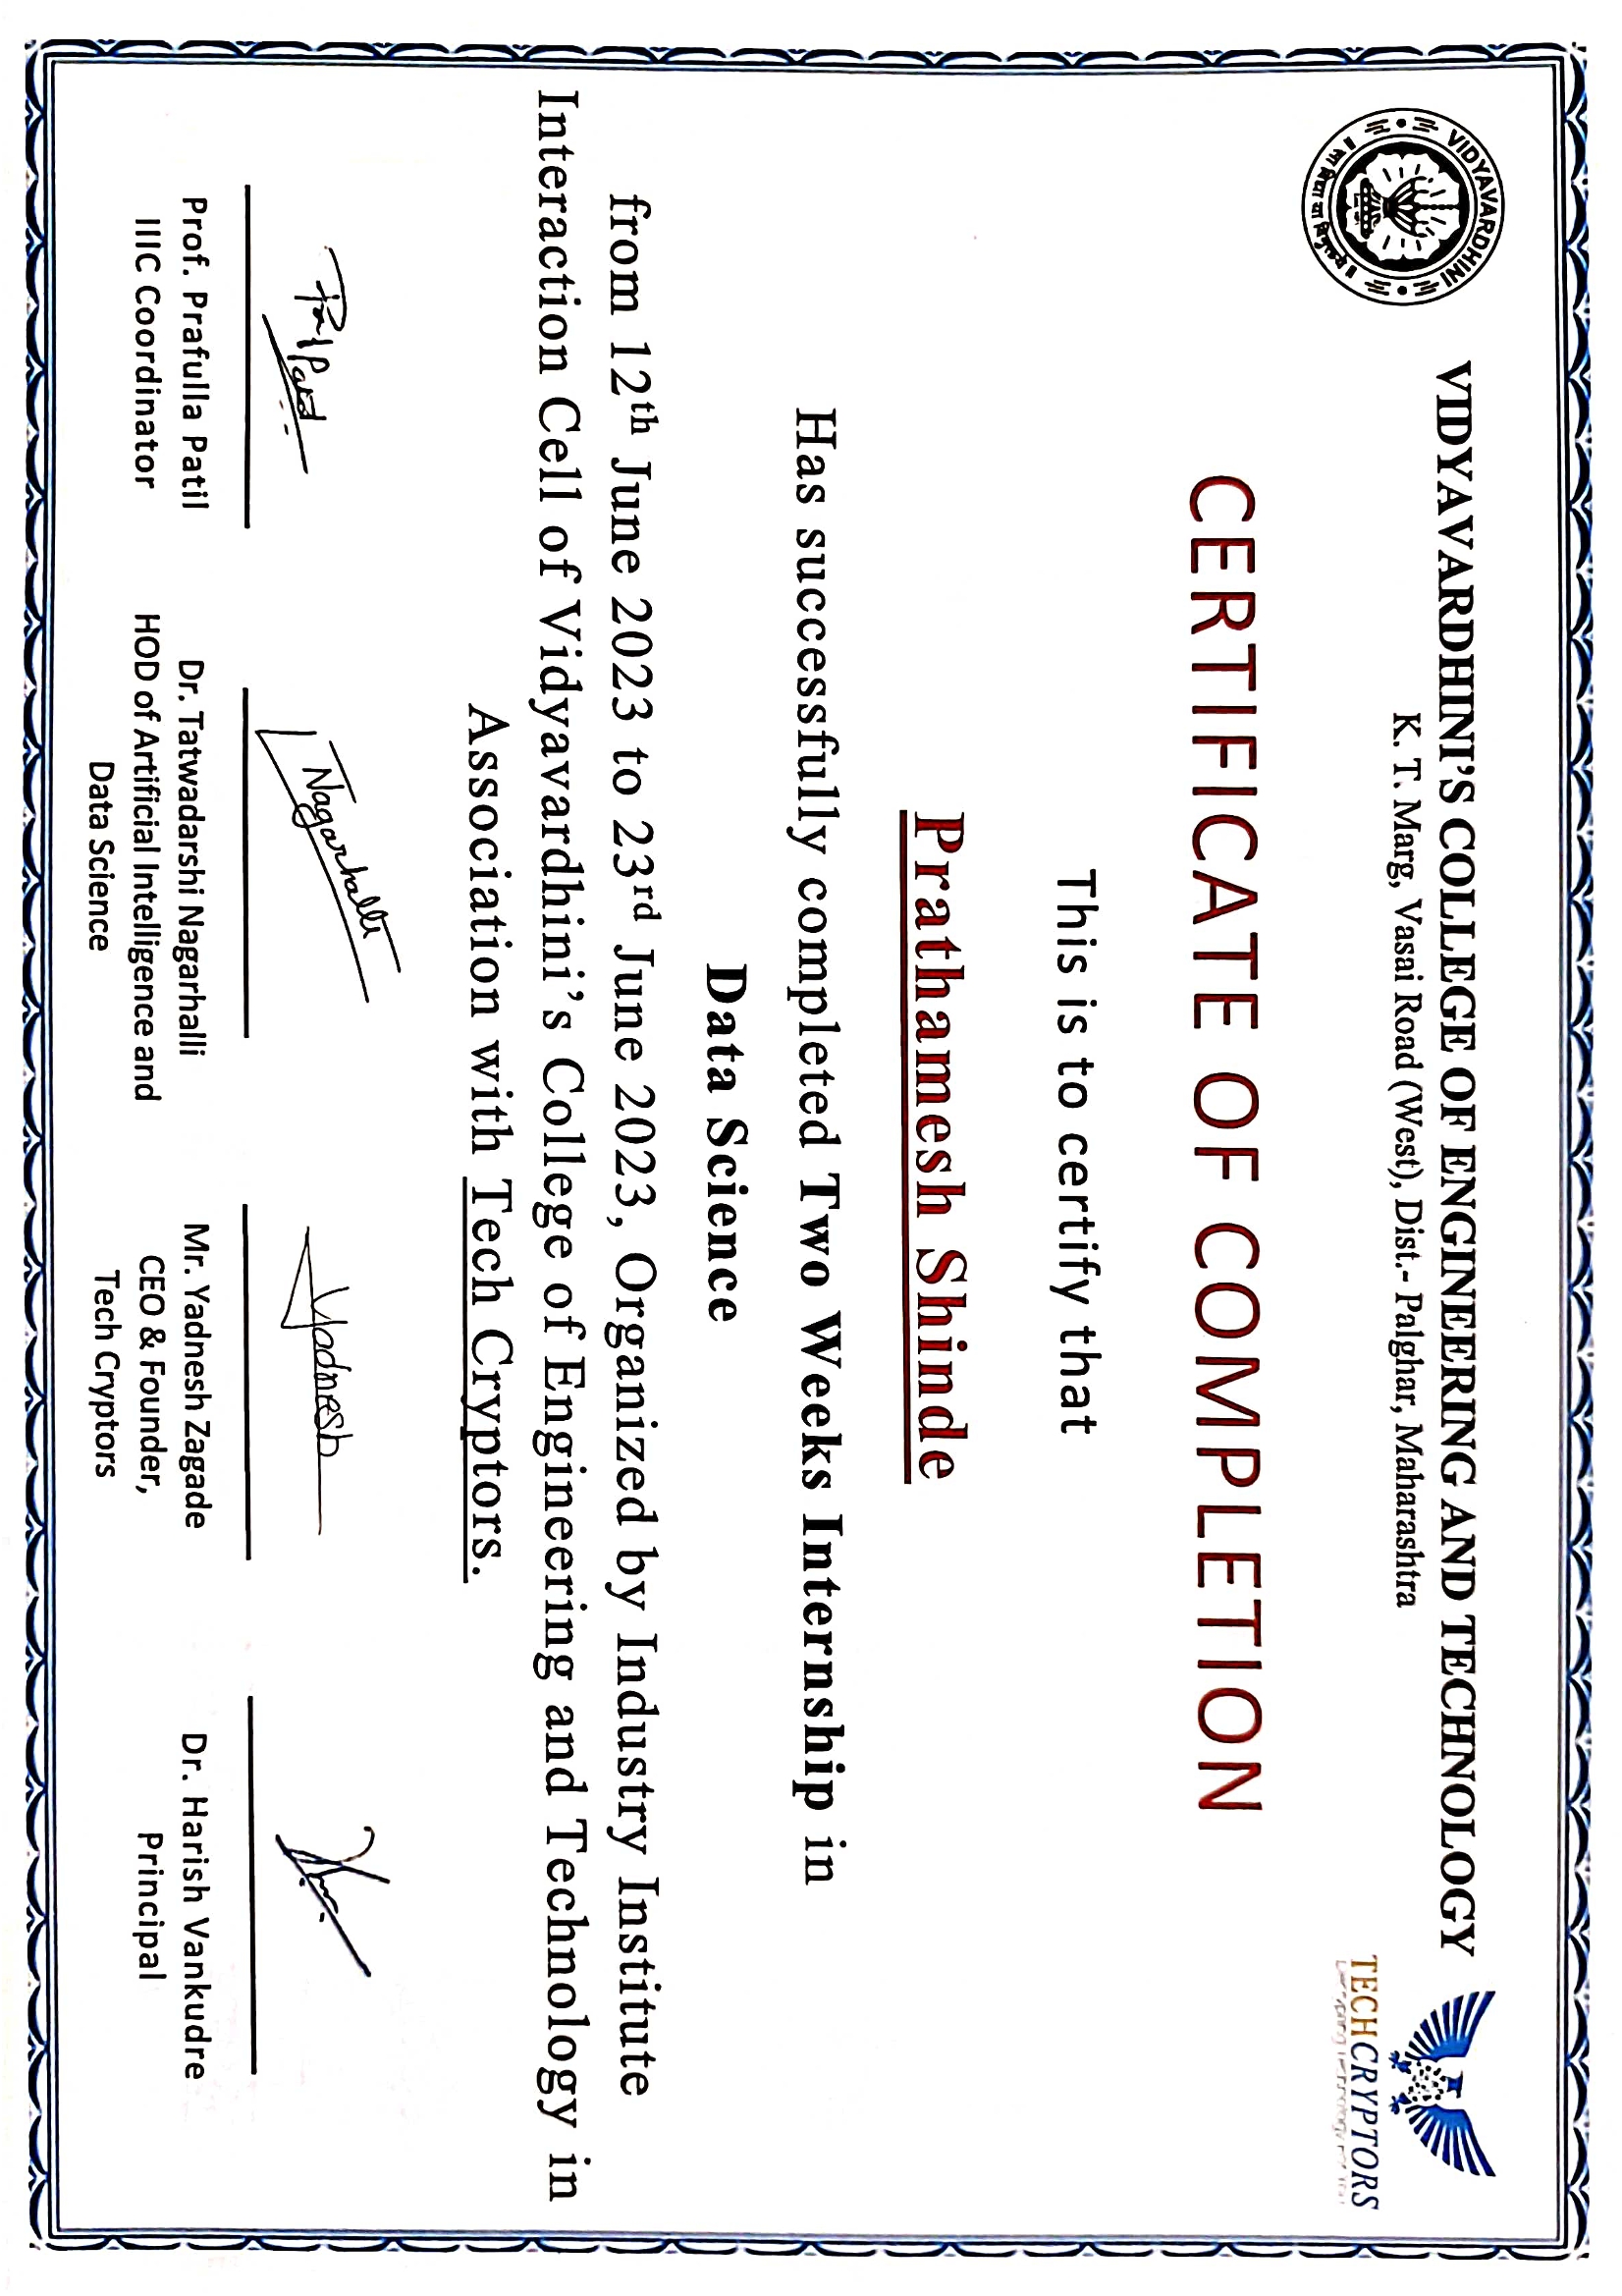 VIDYAVARDHINI'S COLLEGE OF ENGINEERING AND TECHNOLOGY
K. T. Marg, Vasai Road (West), Dist.- Palghar, Maharashtra
VIDYAVARDHINI
TECH CRYPTORS
CERTIFICATE OF COMPLETION
This is to certify that
Prathamesh Shinde
Has successfully completed Two Weeks Internship in
Data Science
from 12th June 2023 to 23rd June 2023, Organized by Industry Institute
Interaction Cell of Vidyavardhini's College of Engineering and Technology in
Association with Tech Cryptors.
Nagarhalli
Yadnesh
Prof. Prafulla Patil
IIIC Coordinator
Dr. Tatwadarshi Nagarhalli
HOD of Artificial Intelligence and
Data Science
Mr. Yadnesh Zagade
CEO & Founder,
Tech Cryptors
Dr. Harish Vankudre
Principal